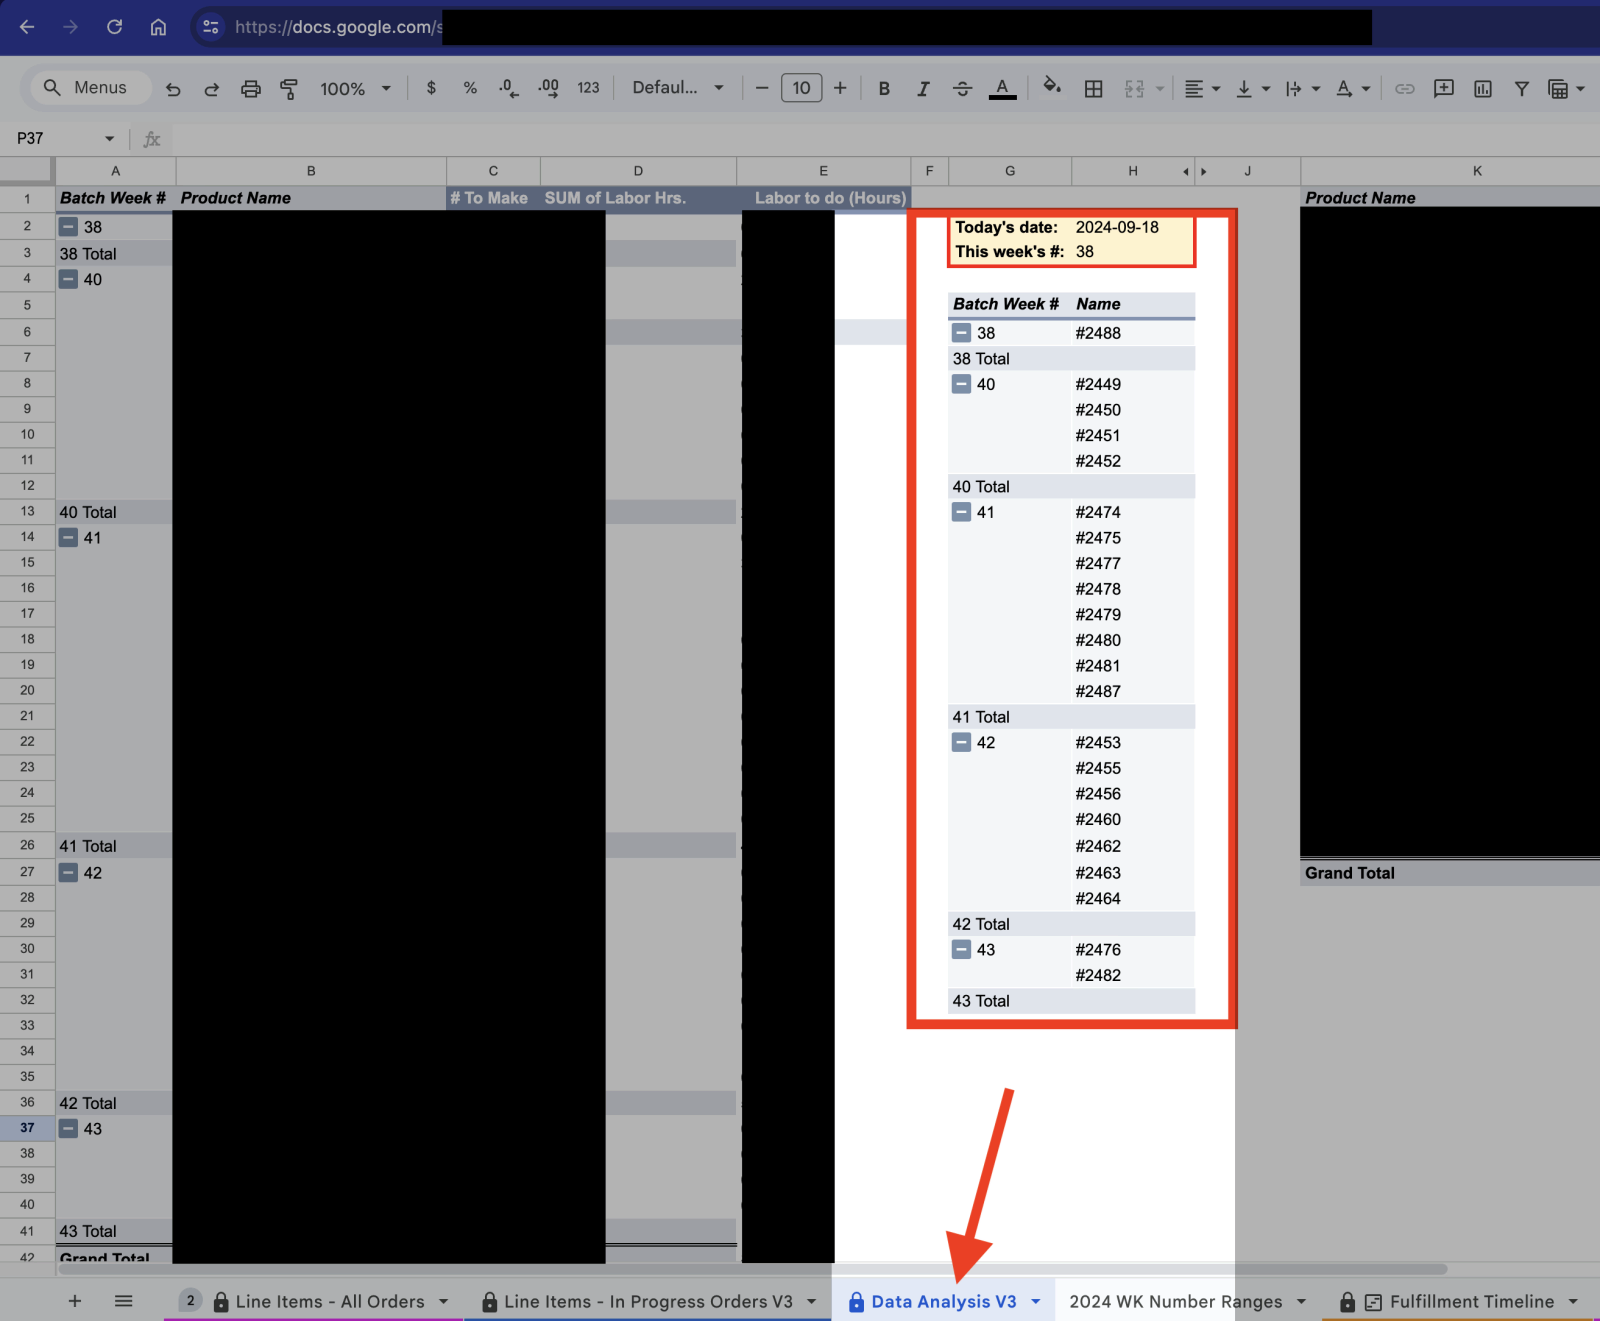 https://docs.google.com/s
Menus 100% $ % .0 .00 123 Defaul... 10 B I A A
P37 fx
A B C D E F G H J K
1 Batch Week # Product Name # To Make SUM of Labor Hrs. Labor to do (Hours) Product Name
2 38 Today's date: 2024-09-18
3 38 Total This week's #: 38
4 40
5 Batch Week # Name
6 38 #2488
7 38 Total
8 40 #2449
9 #2450
10 #2451
11 #2452
12 40 Total
13 40 Total 41 #2474
14 41 #2475
15 #2477
16 #2478
17 #2479
18 #2480
19 #2481
20 #2487
21 41 Total
22 42 #2453
23 #2455
24 #2456
25 #2460
26 41 Total #2462
27 42 #2463 Grand Total
28 #2464
29 42 Total
30 43 #2476
31 #2482
32 43 Total
33
34
35
36 42 Total
37 43
38
39
40
41 43 Total
42 Grand Total
2 Line Items - All Orders Line Items - In Progress Orders V3 Data Analysis V3 2024 WK Number Ranges Fulfillment Timeline